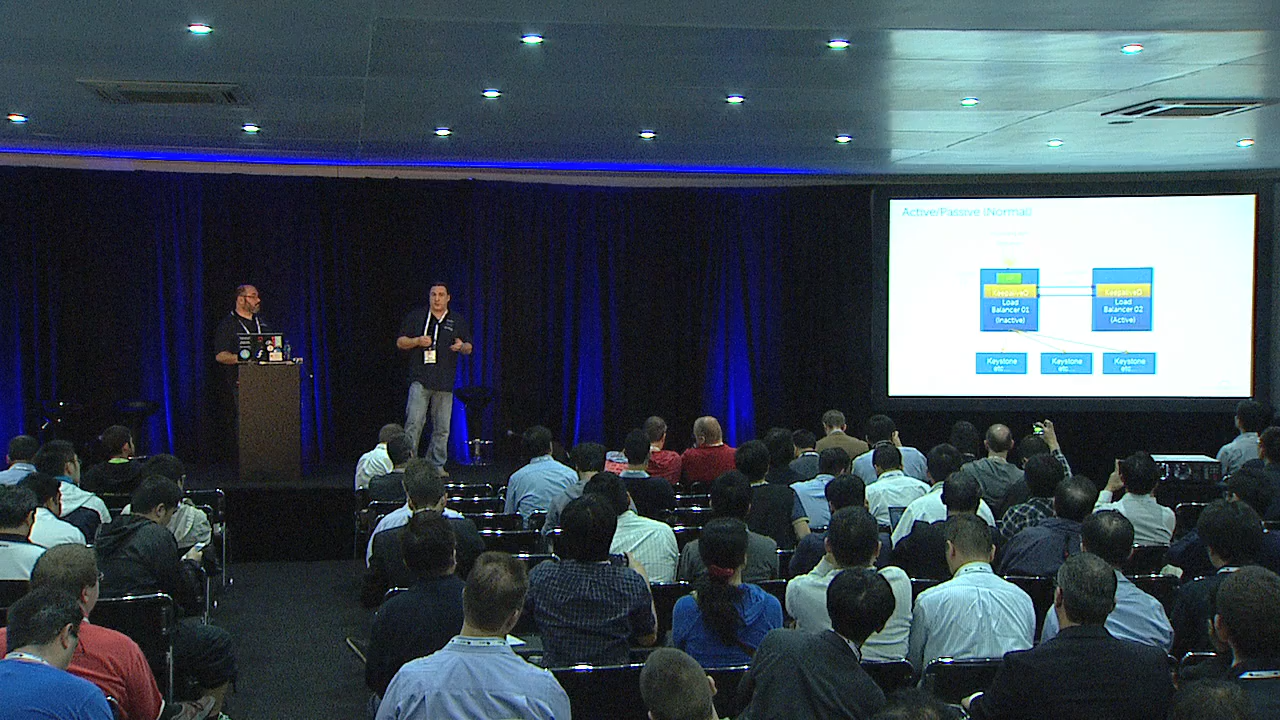 Active/Passive (Normal)
KeepaliveD
Load
Balancer 01
(Inactive)
KeepaliveD
Load
Balancer 02
(Active)
Keystone
etc...
Keystone
etc...
Keystone
etc...